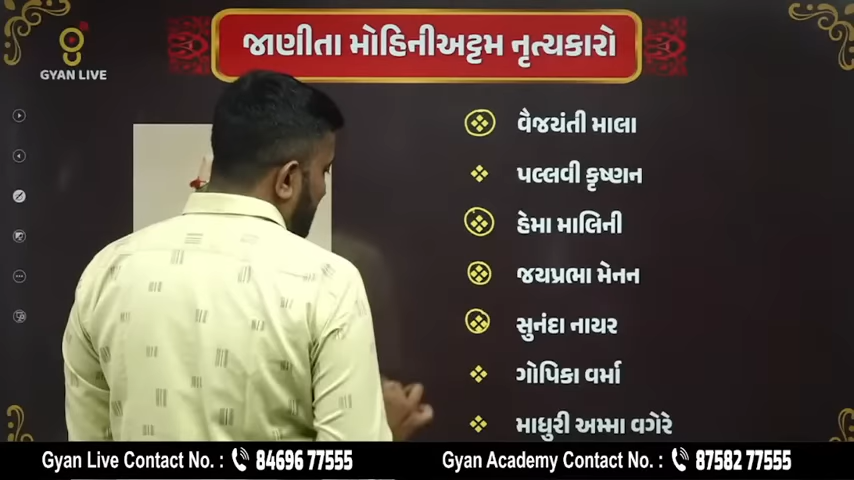 જાણીતા મોહિનીઅટ્ટમ નૃત્યકારો
GYAN LIVE
વૈજયંતી માલા
પલ્લવી કૃષ્ણન
હેમા માલિની
જયપ્રભા મેનન
સુનંદા નાયર
ગોપિકા વર્મા
માધુરી અમ્મા વગેરે
Gyan Live Contact No. : 84696 77555
Gyan Academy Contact No. : 87582 77555